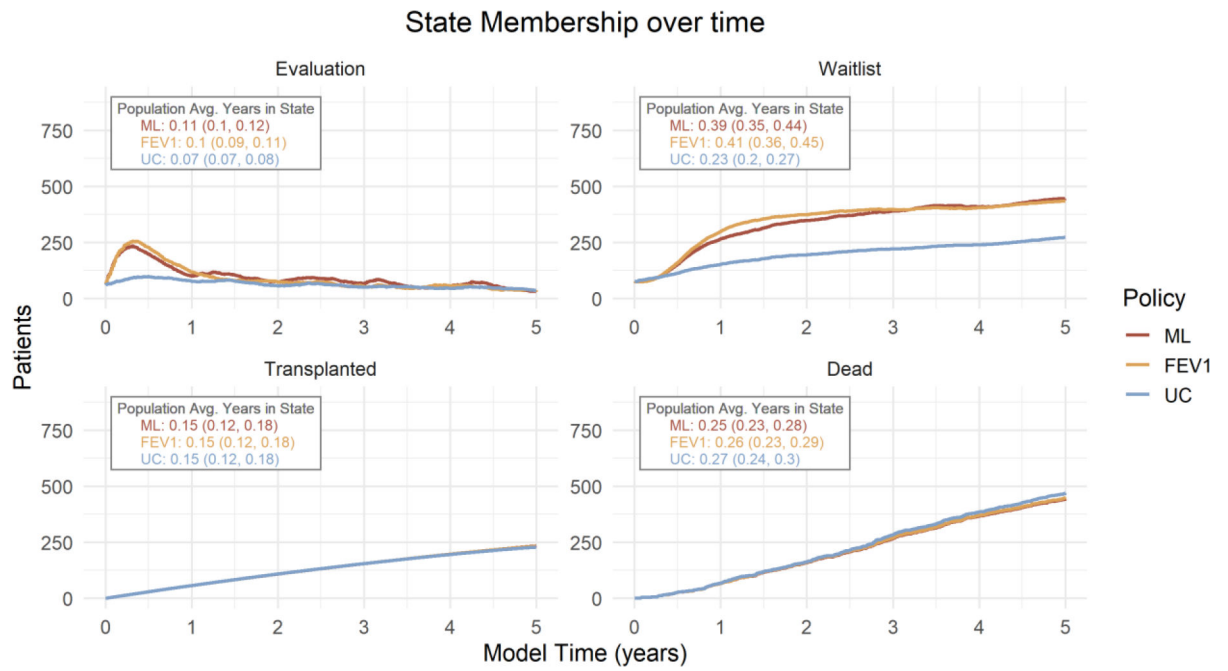 State Membership over time
Evaluation
Population Avg. Years in State
ML: 0.11 (0.1, 0.12)
FEV1: 0.1 (0.09, 0.11)
UC: 0.07 (0.07, 0.08)
750
500
250
0
0 1 2 3 4 5
Waitlist
Population Avg. Years in State
ML: 0.39 (0.35, 0.44)
FEV1: 0.41 (0.36, 0.45)
UC: 0.23 (0.2, 0.27)
750
500
250
0
0 1 2 3 4 5
Transplanted
Population Avg. Years in State
ML: 0.15 (0.12, 0.18)
FEV1: 0.15 (0.12, 0.18)
UC: 0.15 (0.12, 0.18)
750
500
250
0
0 1 2 3 4 5
Dead
Population Avg. Years in State
ML: 0.25 (0.23, 0.28)
FEV1: 0.26 (0.23, 0.29)
UC: 0.27 (0.24, 0.3)
750
500
250
0
0 1 2 3 4 5
Patients
Model Time (years)
Policy
ML
FEV1
UC